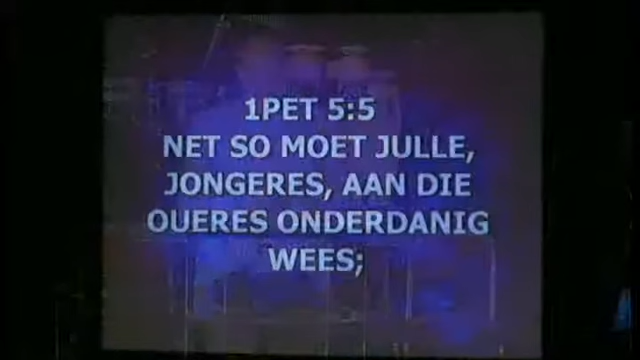 1PET 5:5
NET SO MOET JULLE,
JONGERES, AAN DIE
OUERES ONDERDANIG
WEES;